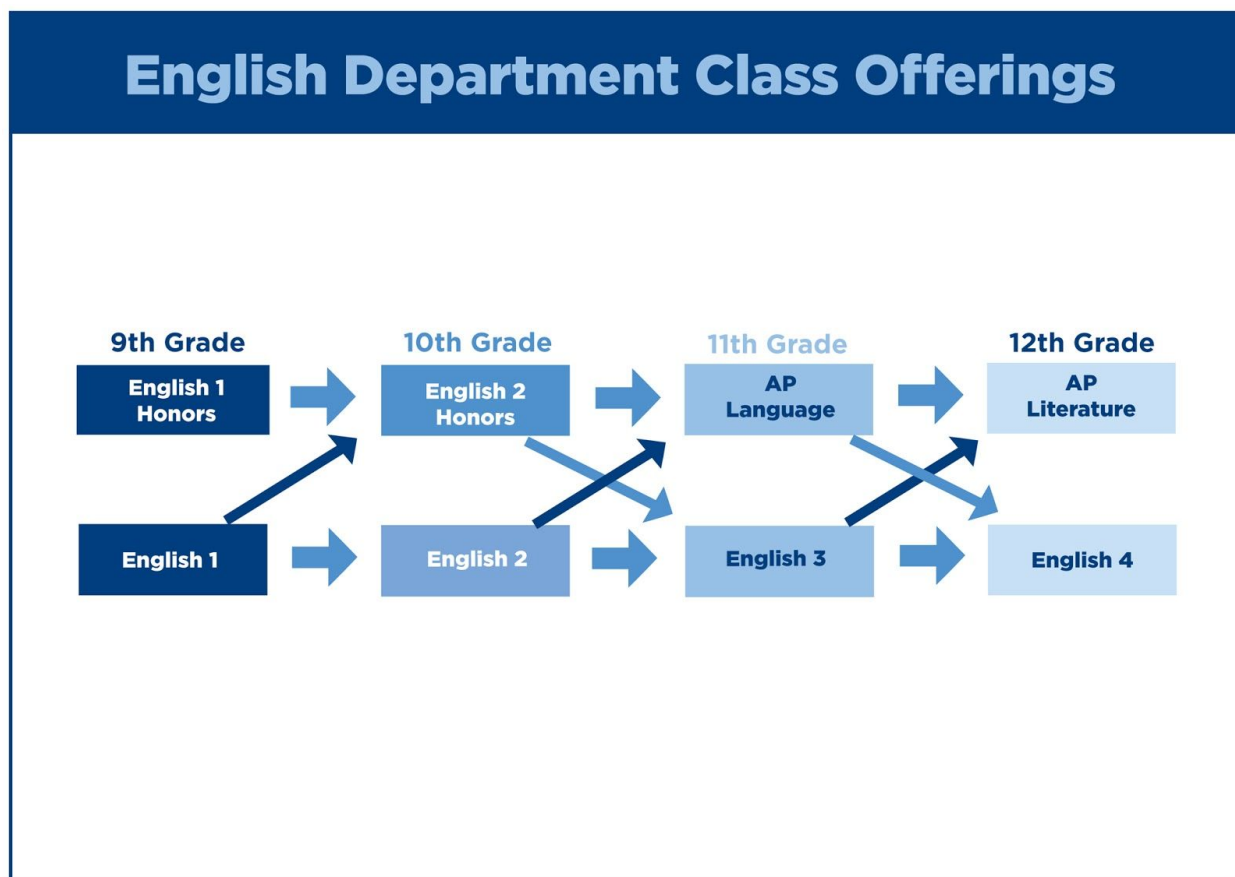 English Department Class Offerings
9th Grade
10th Grade
11th Grade
12th Grade
English 1
Honors
English 2
Honors
AP
Language
AP
Literature
English 1
English 2
English 3
English 4